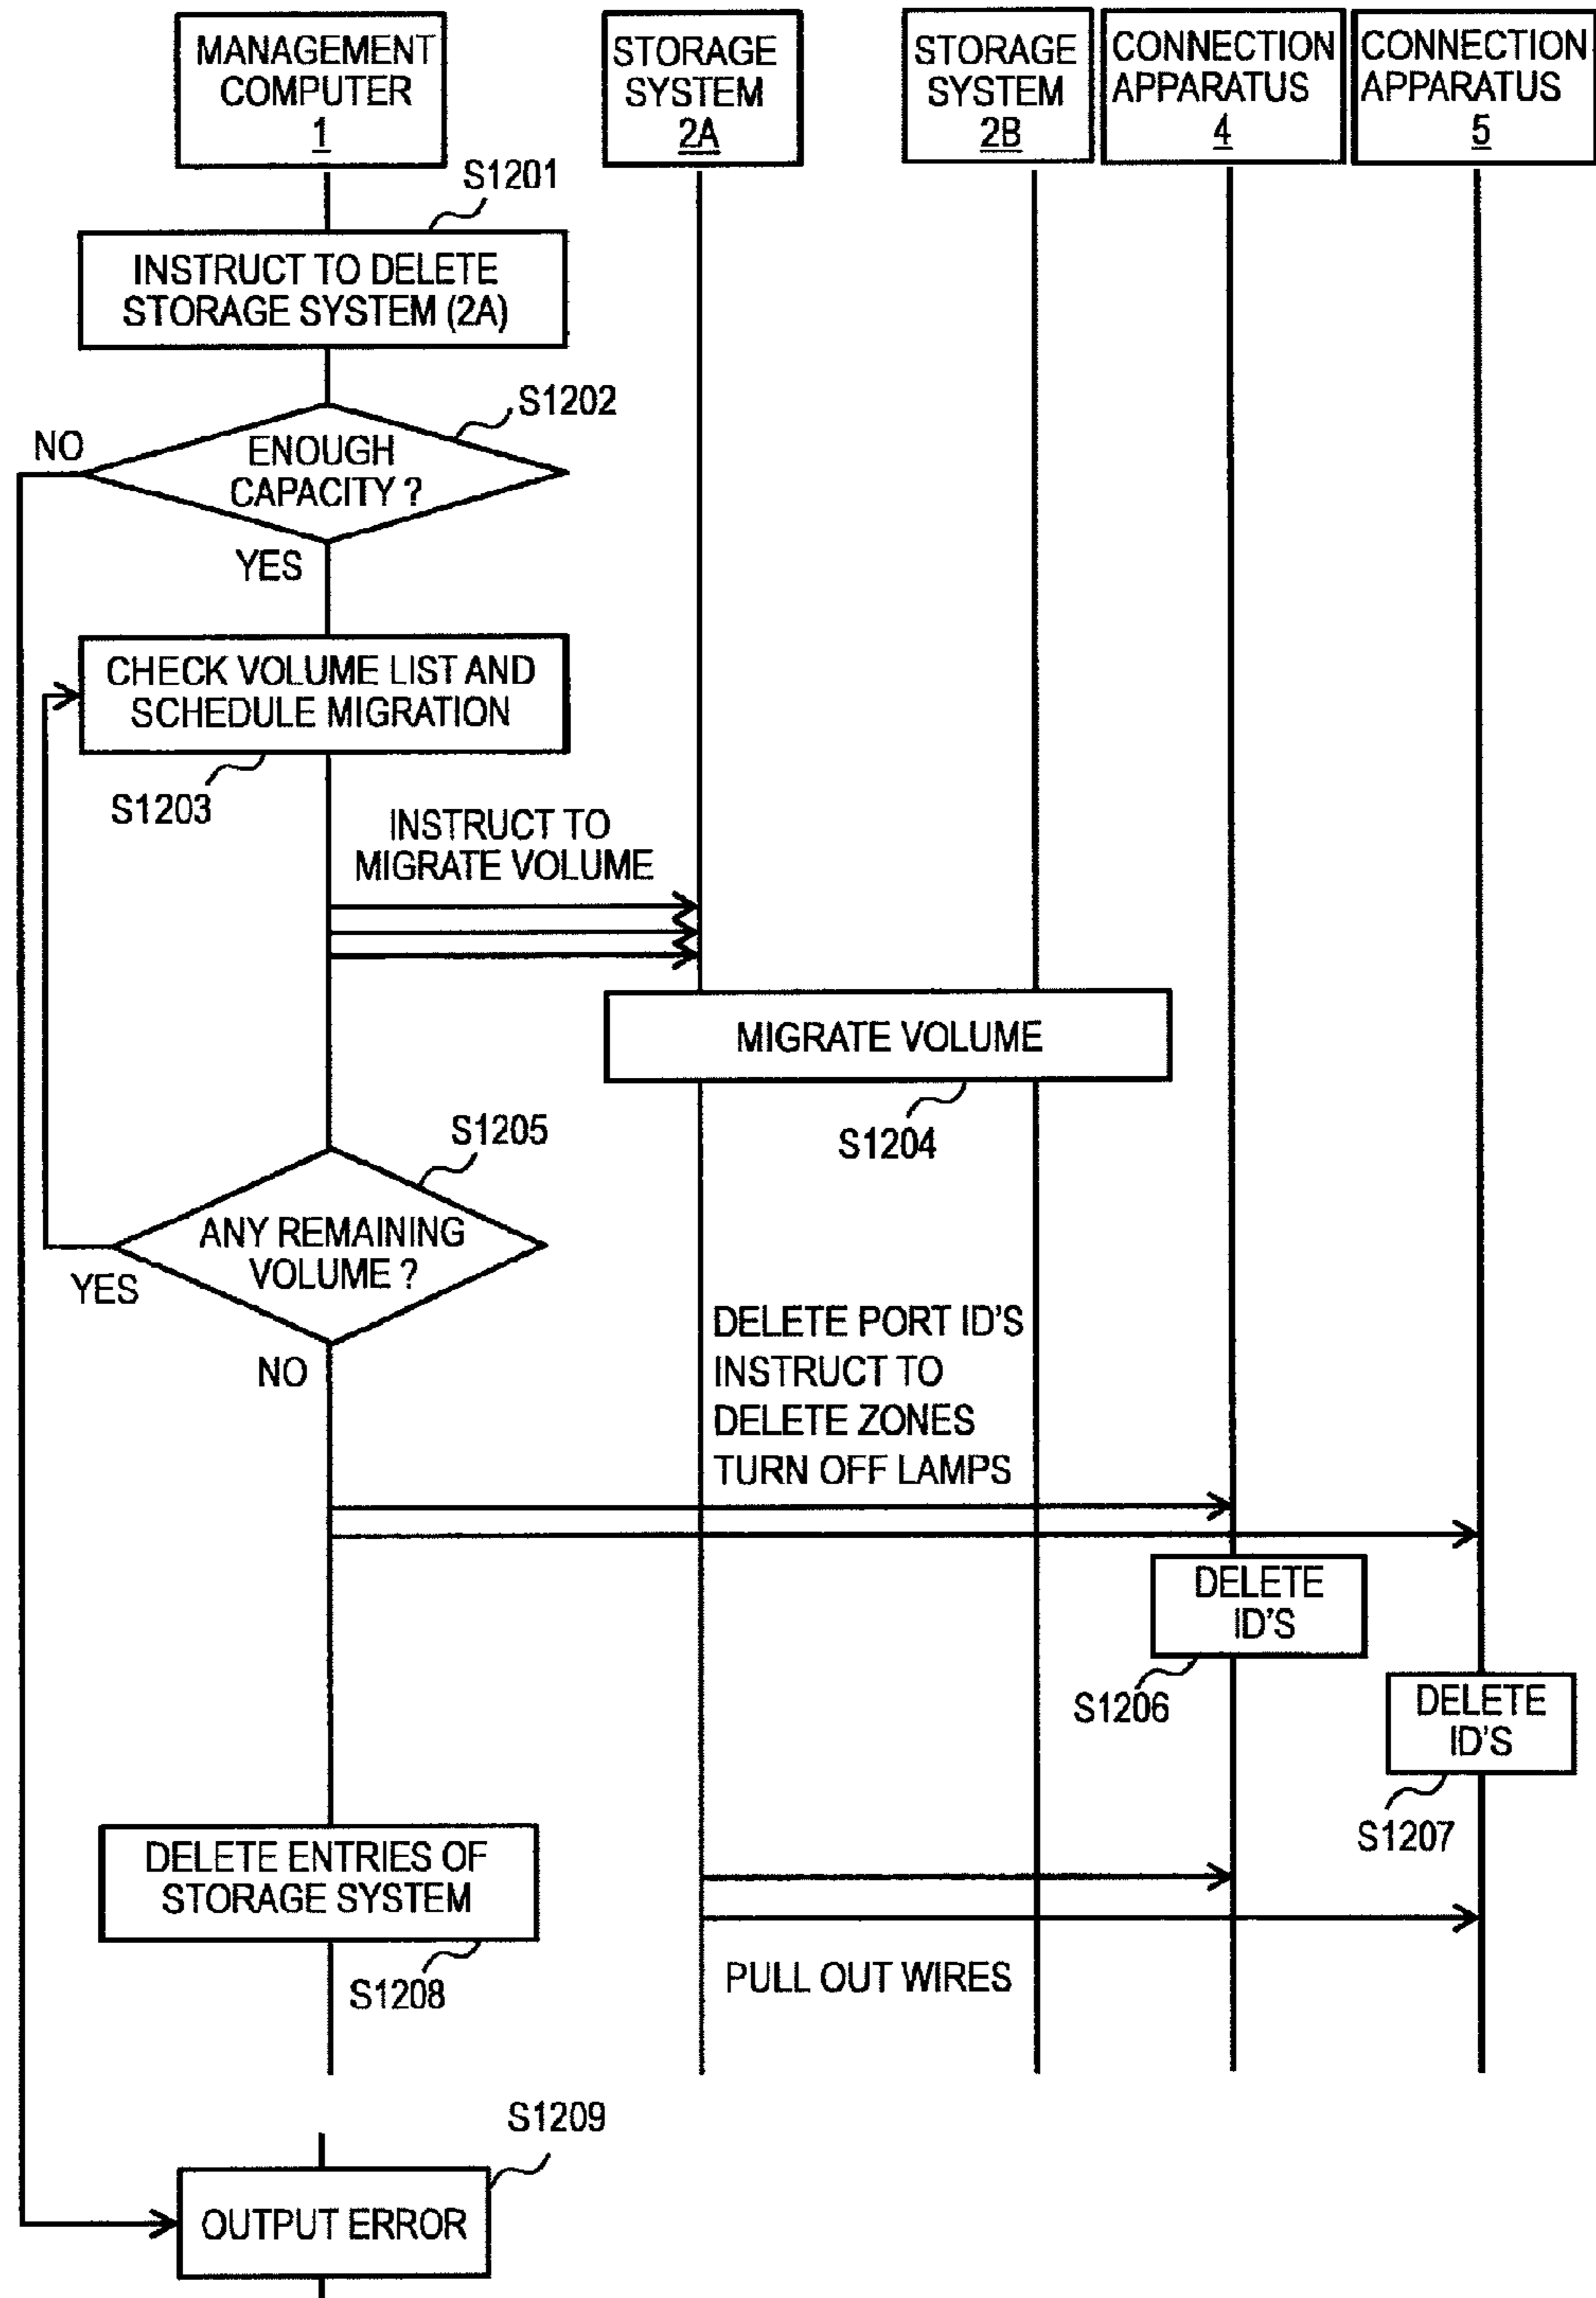 MANAGEMENT
COMPUTER
1
STORAGE
SYSTEM
2A
STORAGE
SYSTEM
2B
CONNECTION
APPARATUS
4
CONNECTION
APPARATUS
5
S1201
INSTRUCT TO DELETE
STORAGE SYSTEM (2A)
S1202
NO
ENOUGH
CAPACITY ?
YES
CHECK VOLUME LIST AND
SCHEDULE MIGRATION
S1203
INSTRUCT TO
MIGRATE VOLUME
MIGRATE VOLUME
S1204
S1205
ANY REMAINING
VOLUME ?
YES
NO
DELETE PORT ID'S
INSTRUCT TO
DELETE ZONES
TURN OFF LAMPS
DELETE
ID'S
S1206
DELETE
ID'S
S1207
DELETE ENTRIES OF
STORAGE SYSTEM
S1208
PULL OUT WIRES
S1209
OUTPUT ERROR